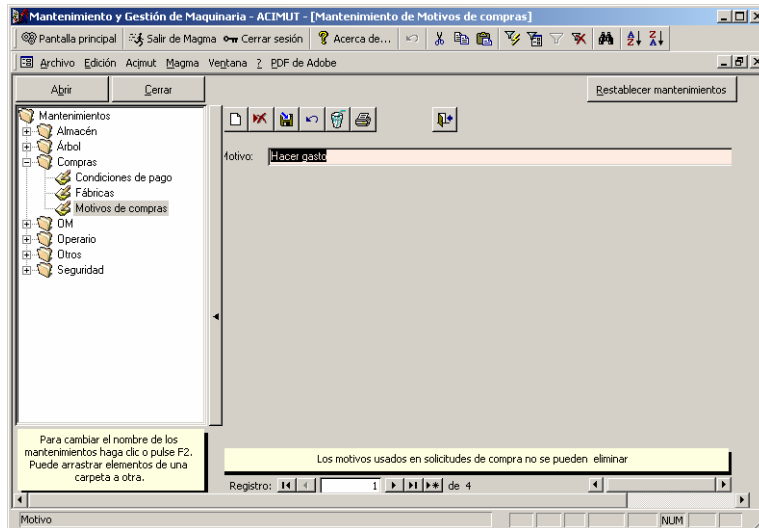 Mantenimiento y Gestión de Maquinaria - ACIMUT - [Mantenimiento de Motivos de compras]
Pantalla principal Salir de Magma Cerrar sesión Acerca de...
Archivo Edición Acimut Magma Ventana ? PDF de Adobe
Abrir Cerrar Restablecer mantenimientos
Mantenimientos
Almacén
Árbol
Compras
Condiciones de pago
Fábricas
Motivos de compras
OM
Operario
Otros
Seguridad
Motivo: Hacer gasto
Para cambiar el nombre de los
mantenimientos haga clic o pulse F2.
Puede arrastrar elementos de una
carpeta a otra.
Los motivos usados en solicitudes de compra no se pueden eliminar
Registro: 1 de 4
Motivo NUM